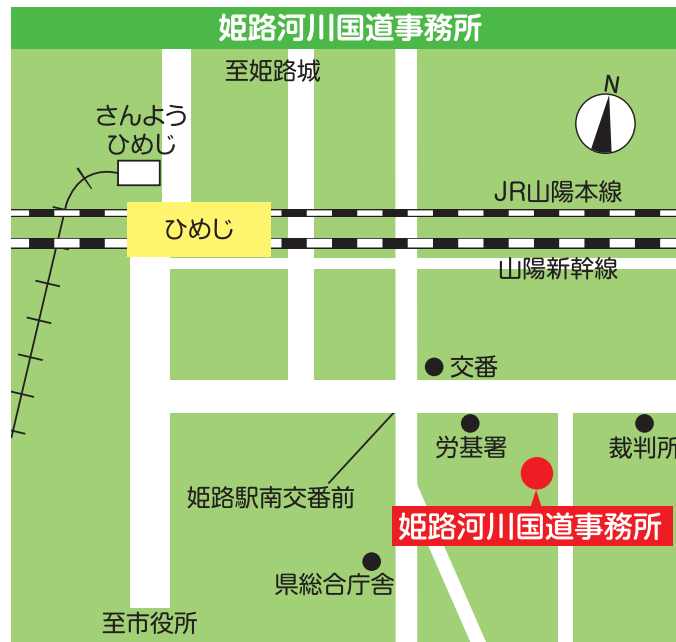 姫路河川国道事務所
至姫路城
N
さんよう
ひめじ
JR山陽本線
ひめじ
山陽新幹線
交番
労基署
裁判所
姫路駅南交番前
姫路河川国道事務所
県総合庁舎
至市役所